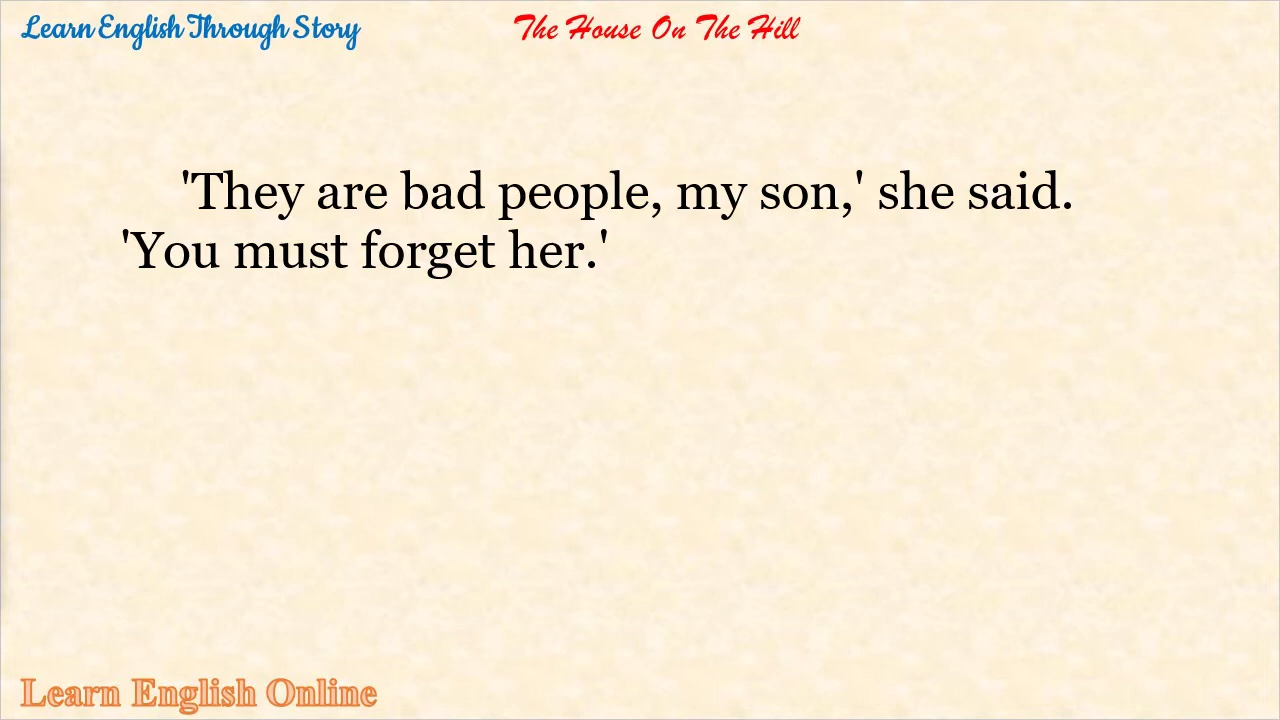 Learn English Through Story
The House On The Hill
'They are bad people, my son,' she said.
'You must forget her.'
Learn English Online